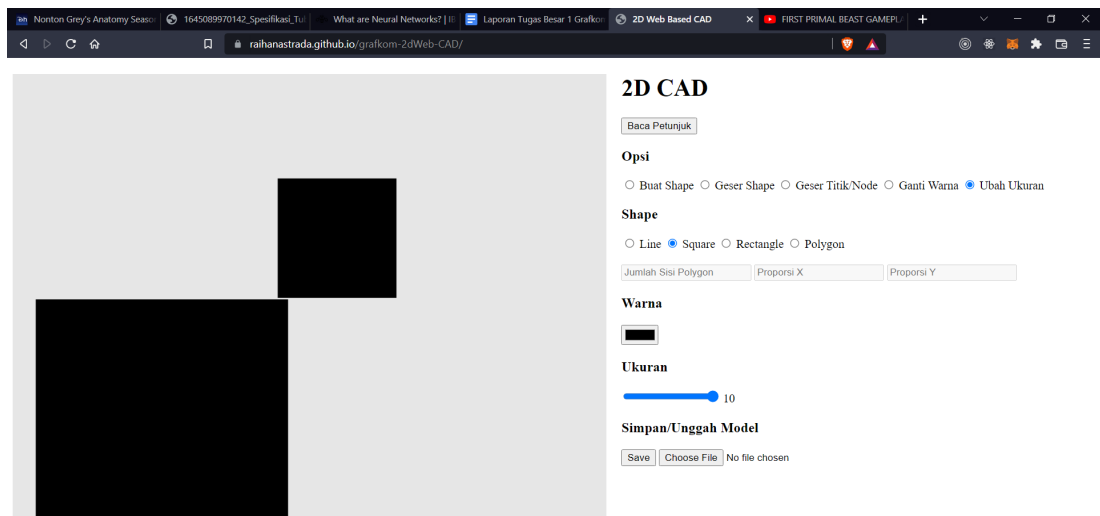 Nonton Grey's Anatomy Seaso
1645089970142_Spesifikasi_Tu
What are Neural Networks? | IB
Laporan Tugas Besar 1 Grafkon
2D Web Based CAD
FIRST PRIMAL BEAST GAMEPL
raihanastrada.github.io/grafkom-2dWeb-CAD/
2D CAD
Baca Petunjuk
Opsi
Buat Shape Geser Shape Geser Titik/Node Ganti Warna Ubah Ukuran
Shape
Line Square Rectangle Polygon
Jumlah Sisi Polygon Proporsi X Proporsi Y
Warna
Ukuran
10
Simpan/Unggah Model
Save Choose File No file chosen